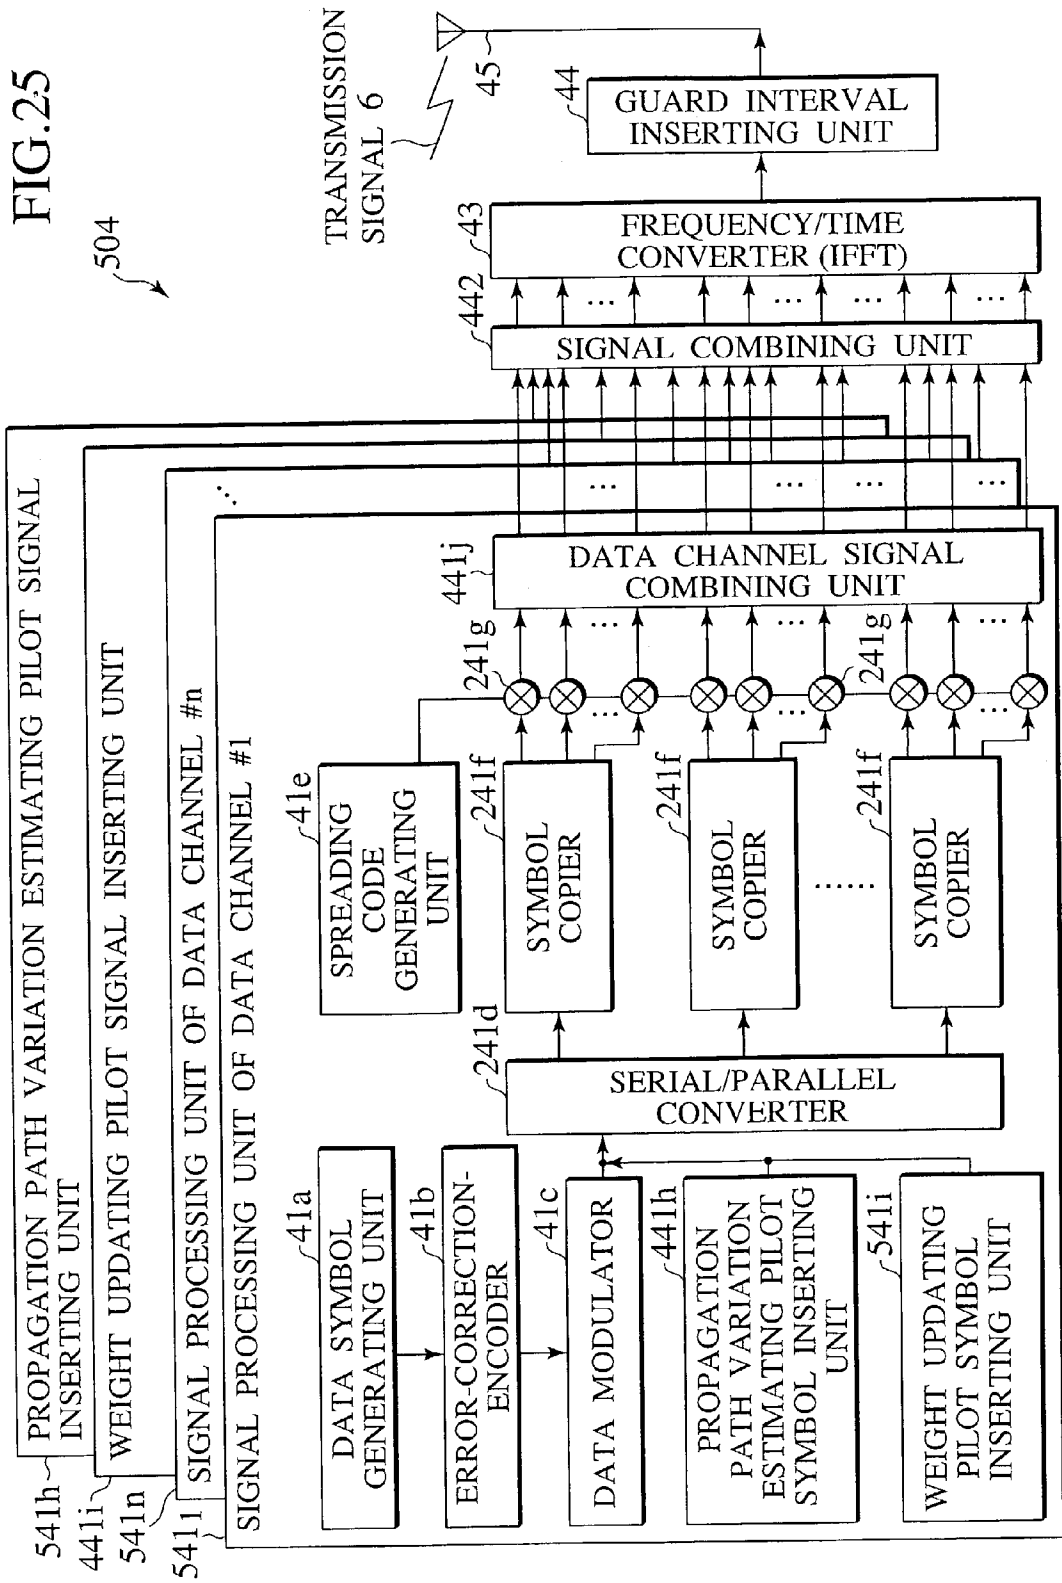 FIG.25
504
TRANSMISSION
SIGNAL 6
45
44
GUARD INTERVAL
INSERTING UNIT
43
FREQUENCY/TIME
CONVERTER (IFFT)
442
SIGNAL COMBINING UNIT
541h
PROPAGATION PATH VARIATION ESTIMATING PILOT SIGNAL
INSERTING UNIT
441i
WEIGHT UPDATING PILOT SIGNAL INSERTING UNIT
541n
SIGNAL PROCESSING UNIT OF DATA CHANNEL #n
541₁
SIGNAL PROCESSING UNIT OF DATA CHANNEL #1
41a
DATA SYMBOL
GENERATING UNIT
41b
ERROR-CORRECTION-
ENCODER
41c
DATA MODULATOR
441h
PROPAGATION
PATH VARIATION
ESTIMATING PILOT
SYMBOL INSERTING
UNIT
541i
WEIGHT UPDATING
PILOT SYMBOL
INSERTING UNIT
241d
SERIAL/PARALLEL
CONVERTER
41e
SPREADING
CODE
GENERATING
UNIT
241f
SYMBOL
COPIER
241f
SYMBOL
COPIER
241f
SYMBOL
COPIER
241g
241g
441j
DATA CHANNEL SIGNAL
COMBINING UNIT